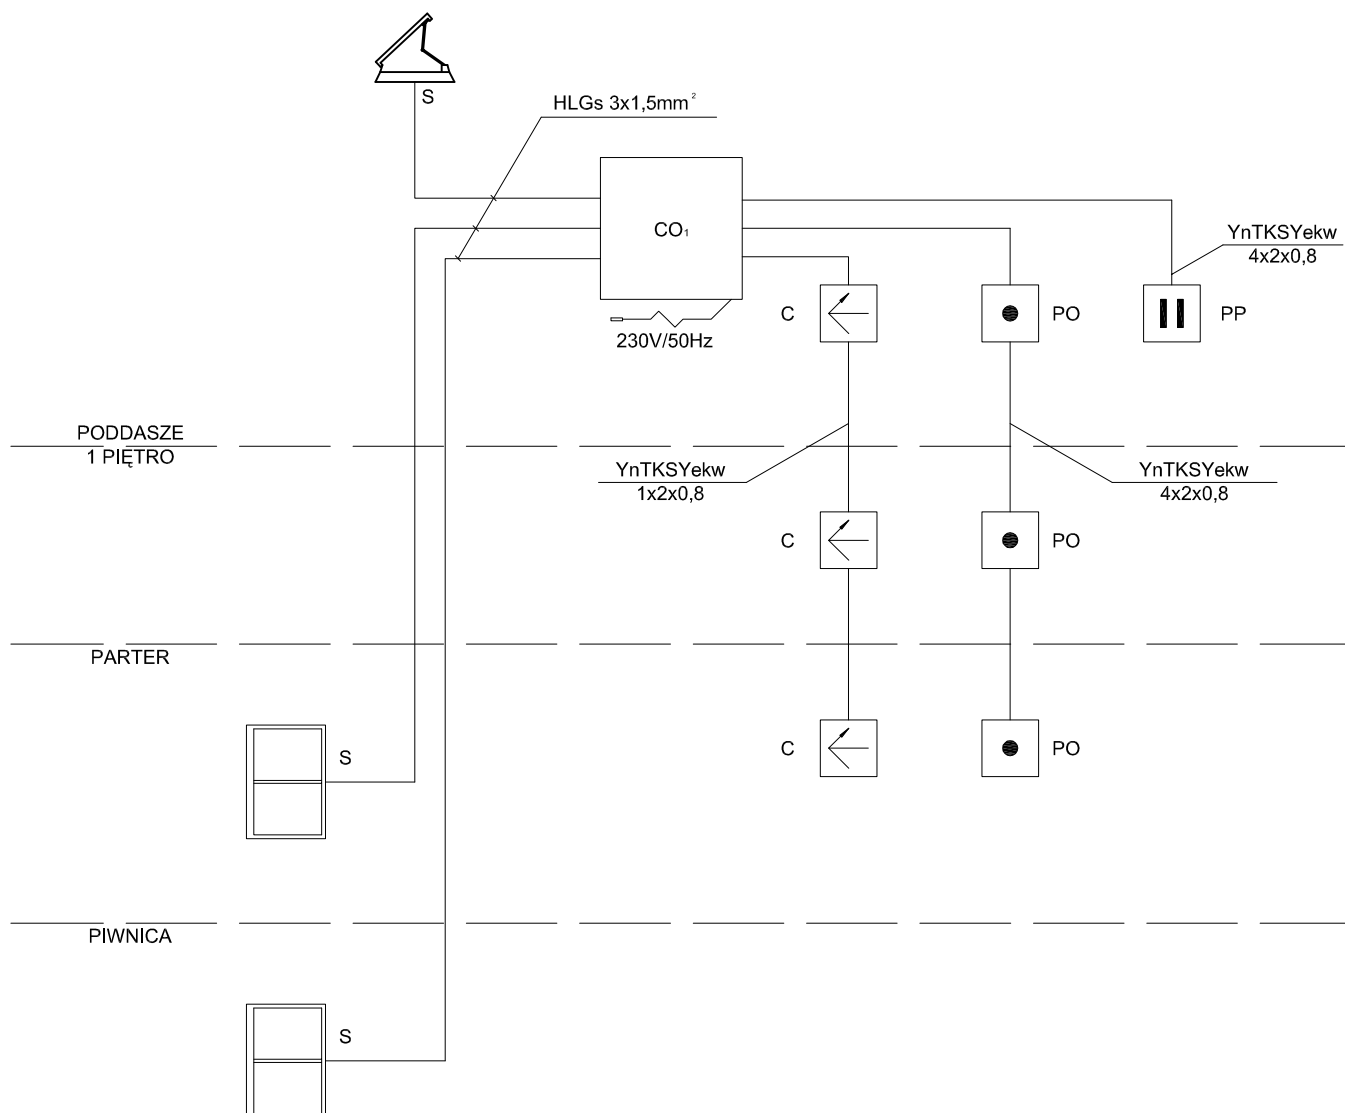 S
HLGs 3x1,5mm²
CO₁
230V/50Hz
YnTKSYekw
4x2x0,8
C
PO
PP
PODDASZE
1 PIĘTRO
YnTKSYekw
1x2x0,8
YnTKSYekw
4x2x0,8
C
PO
PARTER
S
C
PO
PIWNICA
S